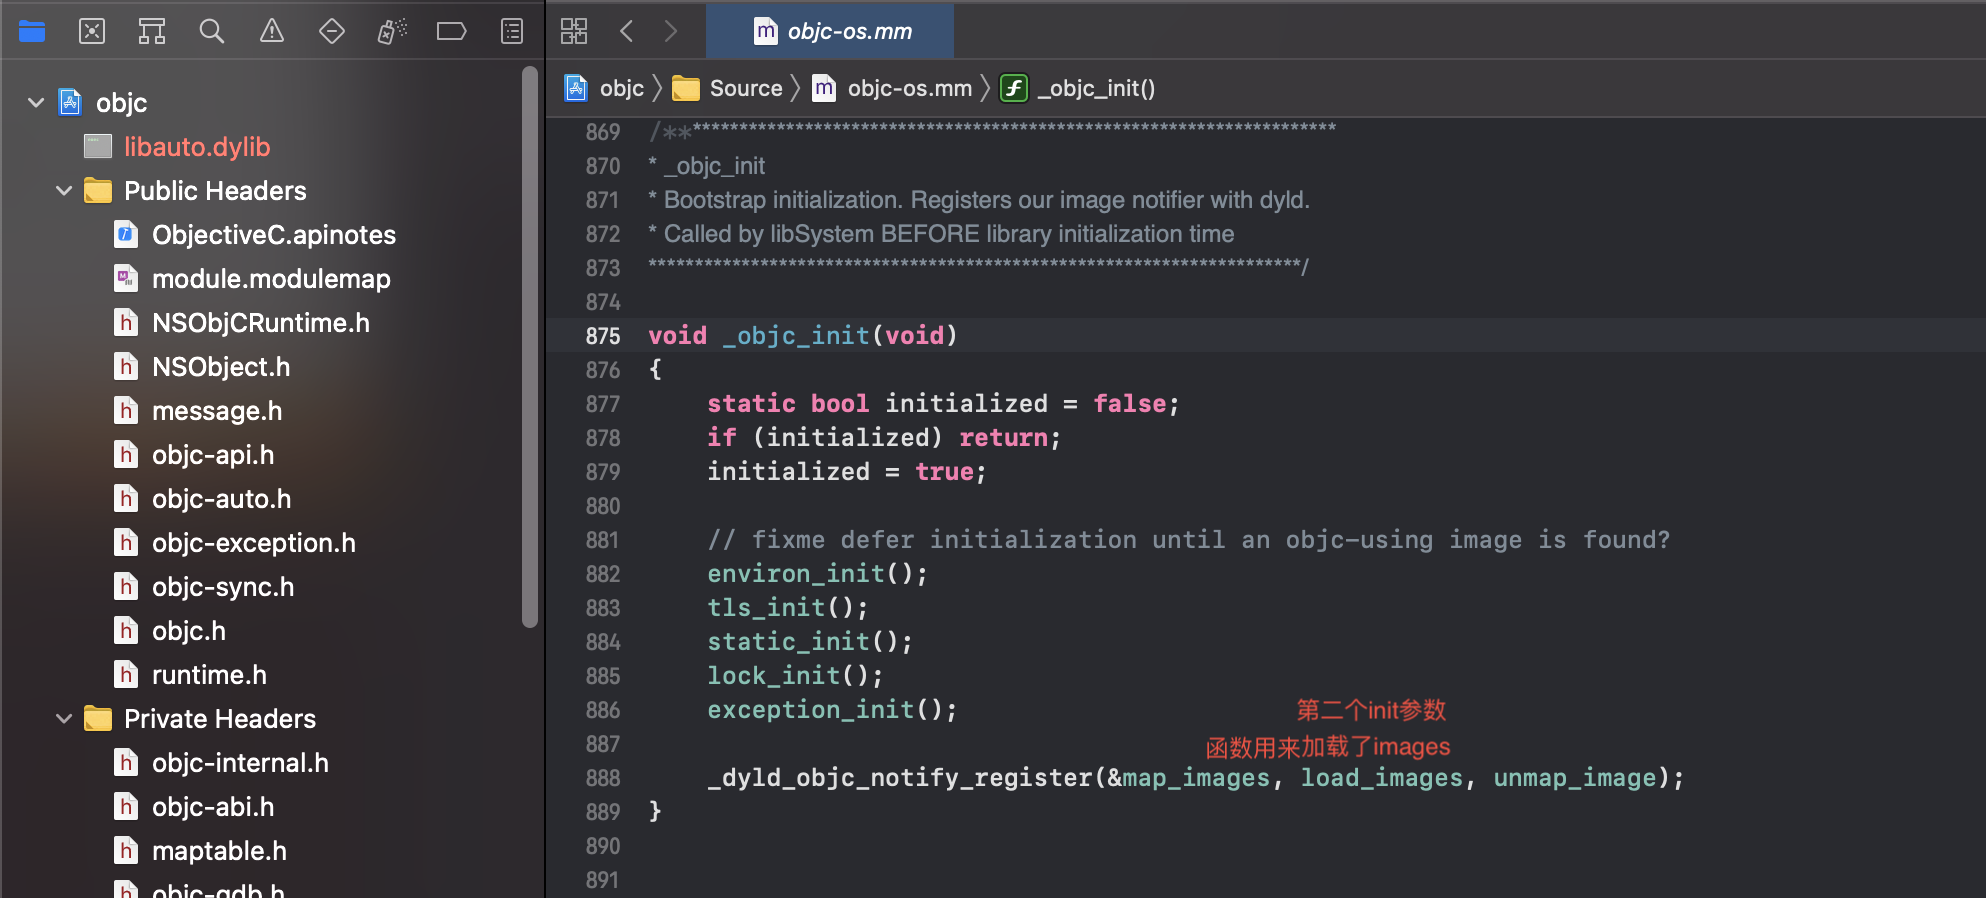 objc
libauto.dylib
Public Headers
ObjectiveC.apinotes
module.modulemap
NSObjCRuntime.h
NSObject.h
message.h
objc-api.h
objc-auto.h
objc-exception.h
objc-sync.h
objc.h
runtime.h
Private Headers
objc-internal.h
objc-abi.h
maptable.h
objc-gdb.h
objc-os.mm
objc Source objc-os.mm _objc_init()
869 /***********************************************************************
870 * _objc_init
871 * Bootstrap initialization. Registers our image notifier with dyld.
872 * Called by libSystem BEFORE library initialization time
873 **********************************************************************/
874
875 void _objc_init(void)
876 {
877     static bool initialized = false;
878     if (initialized) return;
879     initialized = true;
880
881     // fixme defer initialization until an objc-using image is found?
882     environ_init();
883     tls_init();
884     static_init();
885     lock_init();
886     exception_init();
第二个init参数
887
函数用来加载了images
888     _dyld_objc_notify_register(&map_images, load_images, unmap_image);
889 }
890
891